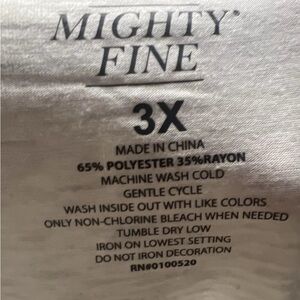 MIGHTY
FINE
3X
MADE IN CHINA
65% POLYESTER 35%RAYON
MACHINE WASH COLD
GENTLE CYCLE
WASH INSIDE OUT WITH LIKE COLORS
ONLY NON-CHLORINE BLEACH WHEN NEEDED
TUMBLE DRY LOW
IRON ON LOWEST SETTING
DO NOT IRON DECORATION
RN#0100520